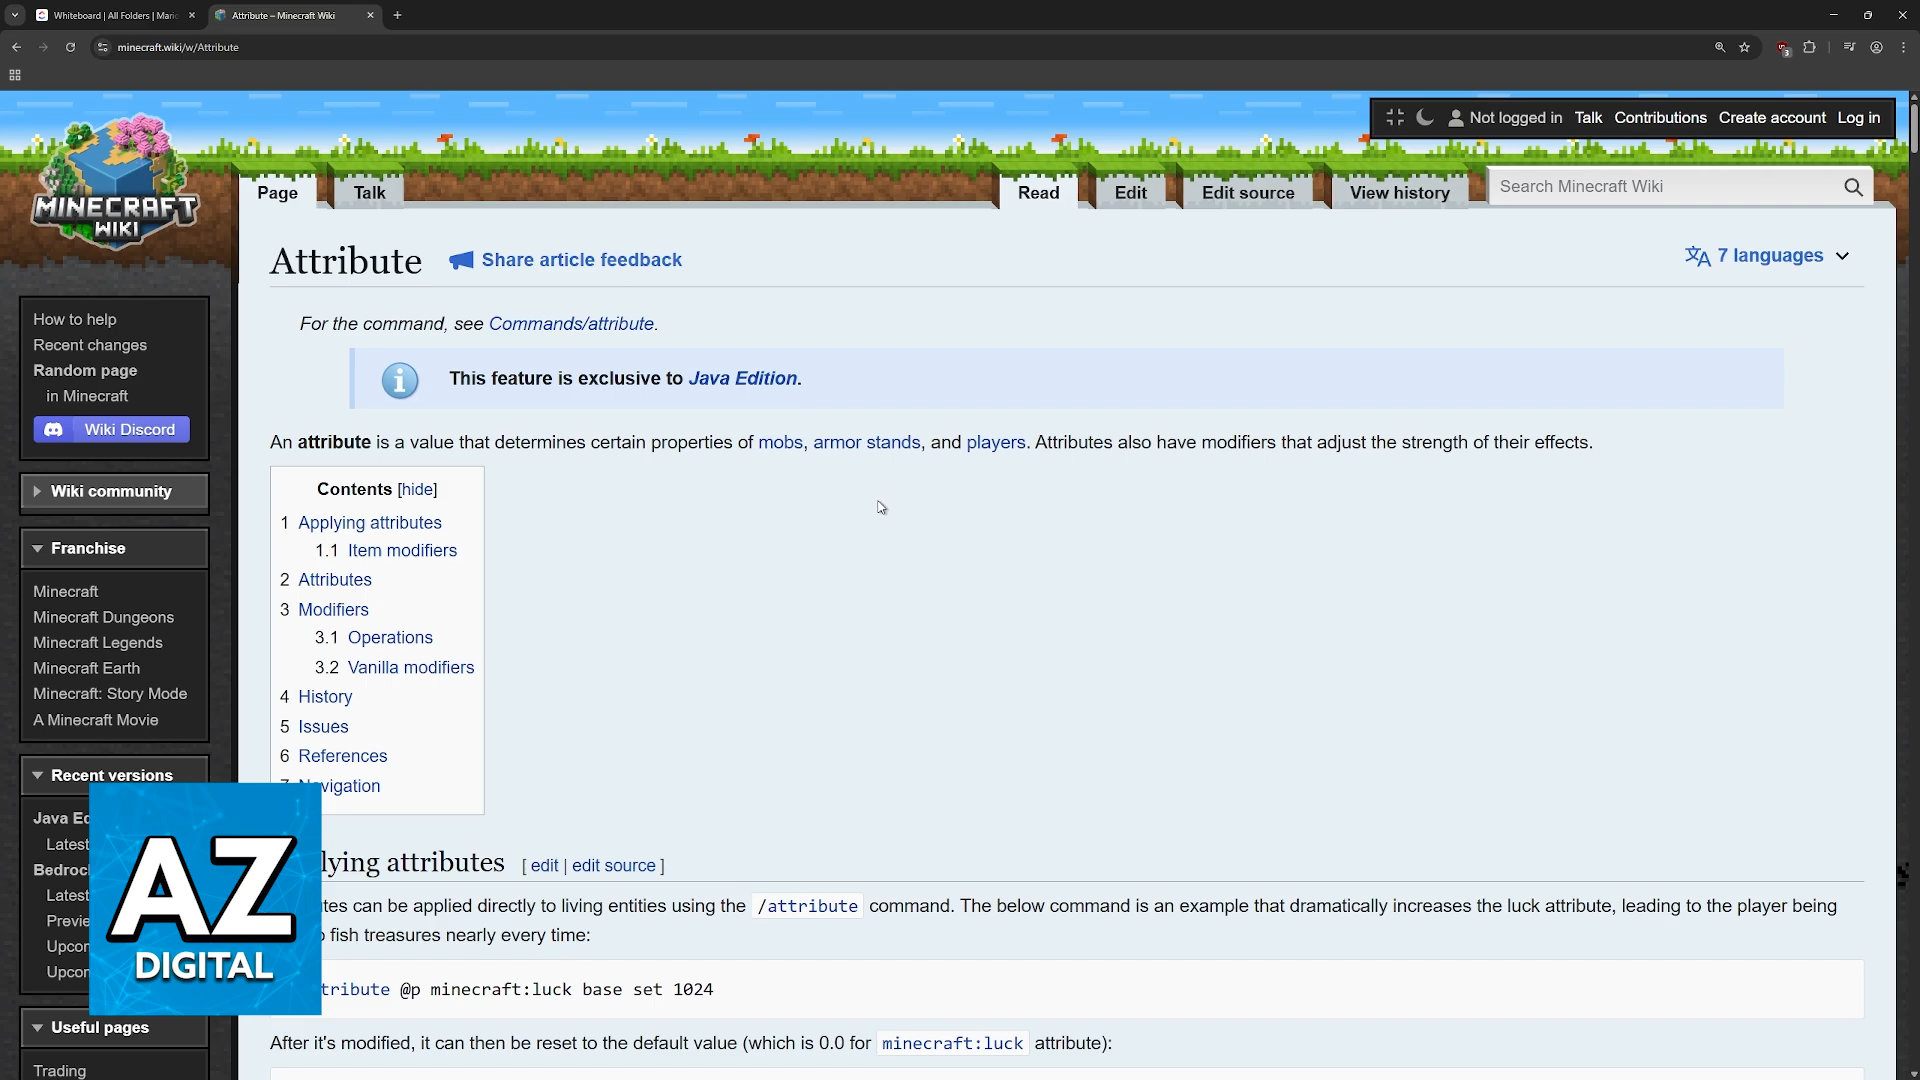 Whiteboard | All Folders | Maric
Attribute – Minecraft Wiki
minecraft.wiki/w/Attribute
3
Not logged in Talk Contributions Create account Log in
MINECRAFT
WIKI
Page Talk Read Edit Edit source View history Search Minecraft Wiki
Attribute Share article feedback 7 languages
For the command, see Commands/attribute.
This feature is exclusive to Java Edition.
An attribute is a value that determines certain properties of mobs, armor stands, and players. Attributes also have modifiers that adjust the strength of their effects.
Contents [hide]
1 Applying attributes
1.1 Item modifiers
2 Attributes
3 Modifiers
3.1 Operations
3.2 Vanilla modifiers
4 History
5 Issues
6 References
7 Navigation
How to help
Recent changes
Random page
in Minecraft
Wiki Discord
Wiki community
Franchise
Minecraft
Minecraft Dungeons
Minecraft Legends
Minecraft Earth
Minecraft: Story Mode
A Minecraft Movie
Recent versions
Java Ed
Latest
Bedroc
Latest
Previe
Upcor
Upcor
Useful pages
Trading
AZ
DIGITAL
lying attributes [ edit | edit source ]
tes can be applied directly to living entities using the /attribute command. The below command is an example that dramatically increases the luck attribute, leading to the player being
fish treasures nearly every time:
tribute @p minecraft:luck base set 1024
After it's modified, it can then be reset to the default value (which is 0.0 for minecraft:luck attribute):